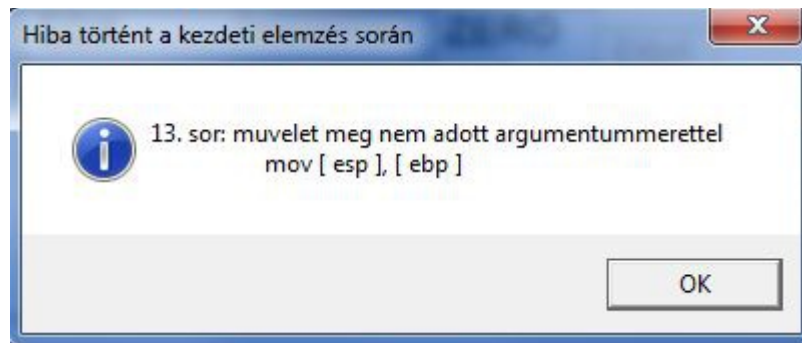 Hiba történt a kezdeti elemzés során
13. sor: muvelet meg nem adott argumentummerettel
mov [ esp ], [ ebp ]
OK